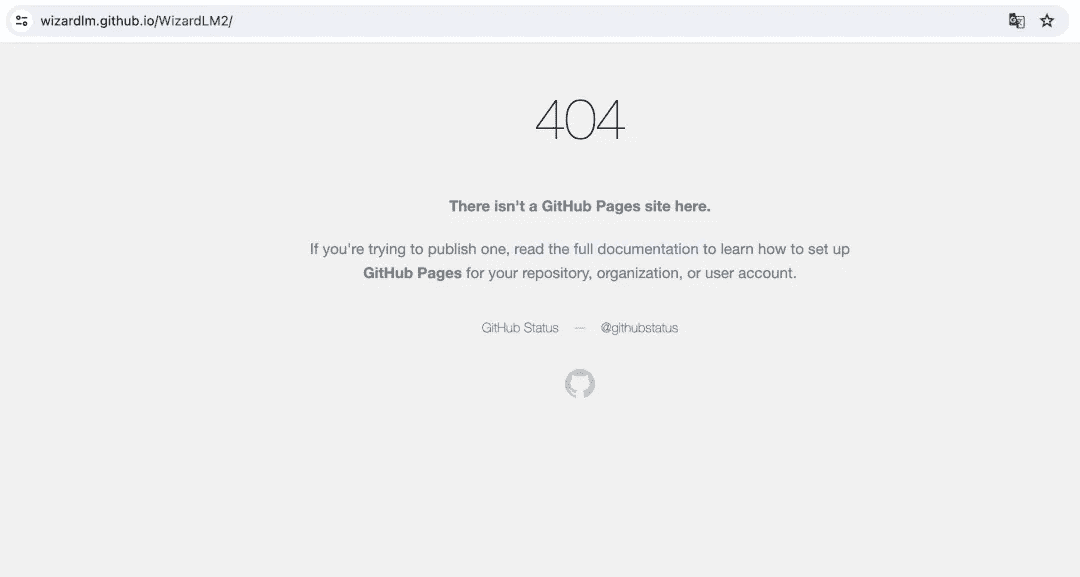 wizardlm.github.io/WizardLM2/
404
There isn't a GitHub Pages site here.
If you're trying to publish one, read the full documentation to learn how to set up
GitHub Pages for your repository, organization, or user account.
GitHub Status — @githubstatus